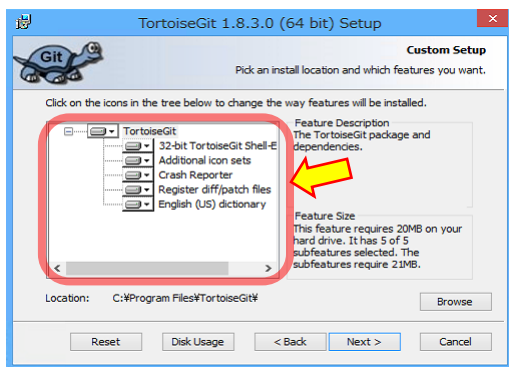 TortoiseGit 1.8.3.0 (64 bit) Setup
Git
Custom Setup
Pick an install location and which features you want.
Click on the icons in the tree below to change the way features will be installed.
TortoiseGit
32-bit TortoiseGit Shell-E
Additional icon sets
Crash Reporter
Register diff/patch files
English (US) dictionary
Feature Description
The TortoiseGit package and
dependencies.
Feature Size
This feature requires 20MB on your
hard drive. It has 5 of 5
subfeatures selected. The
subfeatures require 21MB.
Location: C:¥Program Files¥TortoiseGit¥
Browse
Reset Disk Usage < Back Next > Cancel